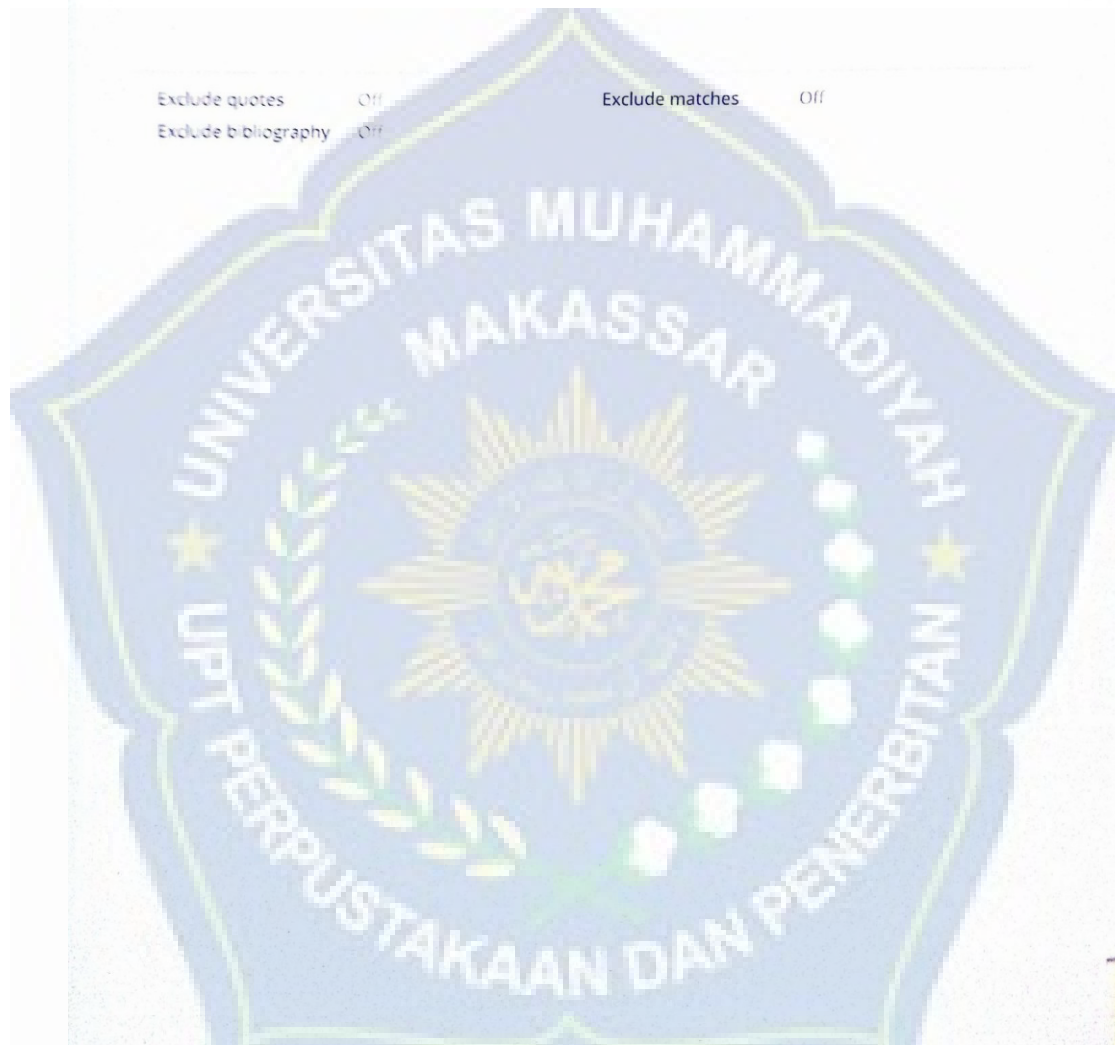 Exclude quotes Off Exclude matches Off
Exclude bibliography Off
UNIVERSITAS MUHAMMADIYAH
MAKASSAR
UPT PERPUSTAKAAN DAN PENERBITAN